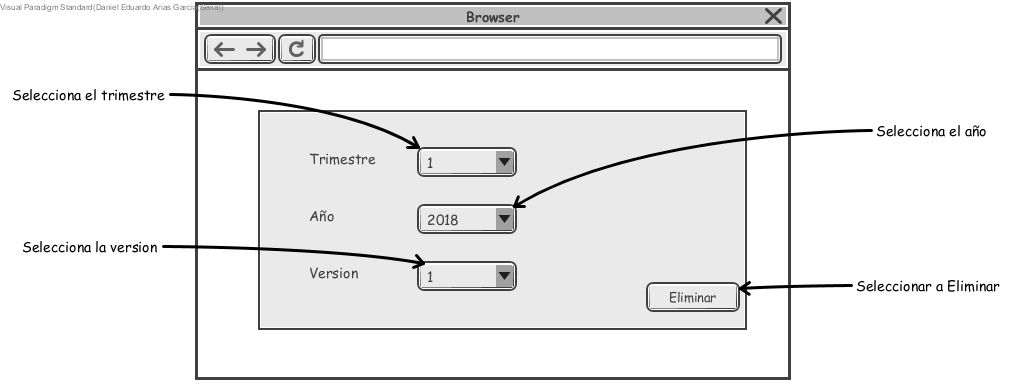 Visual Paradigm Standard(Daniel Eduardo Arias Garcia(Sena))
Browser
Selecciona el trimestre
Selecciona el año
Trimestre
1
Año
2018
Selecciona la version
Version
1
Eliminar
Seleccionar a Eliminar